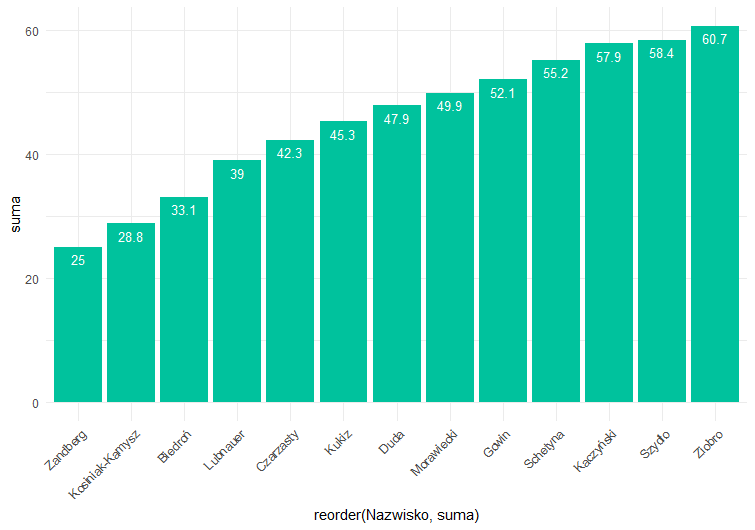 60
40
20
0
suma
25
28.8
33.1
39
42.3
45.3
47.9
49.9
52.1
55.2
57.9
58.4
60.7
Zandberg
Kosiniak-Kamysz
Biedroń
Lubnauer
Czarzasty
Kukiz
Duda
Morawiecki
Gowin
Schetyna
Kaczyński
Szydło
Ziobro
reorder(Nazwisko, suma)